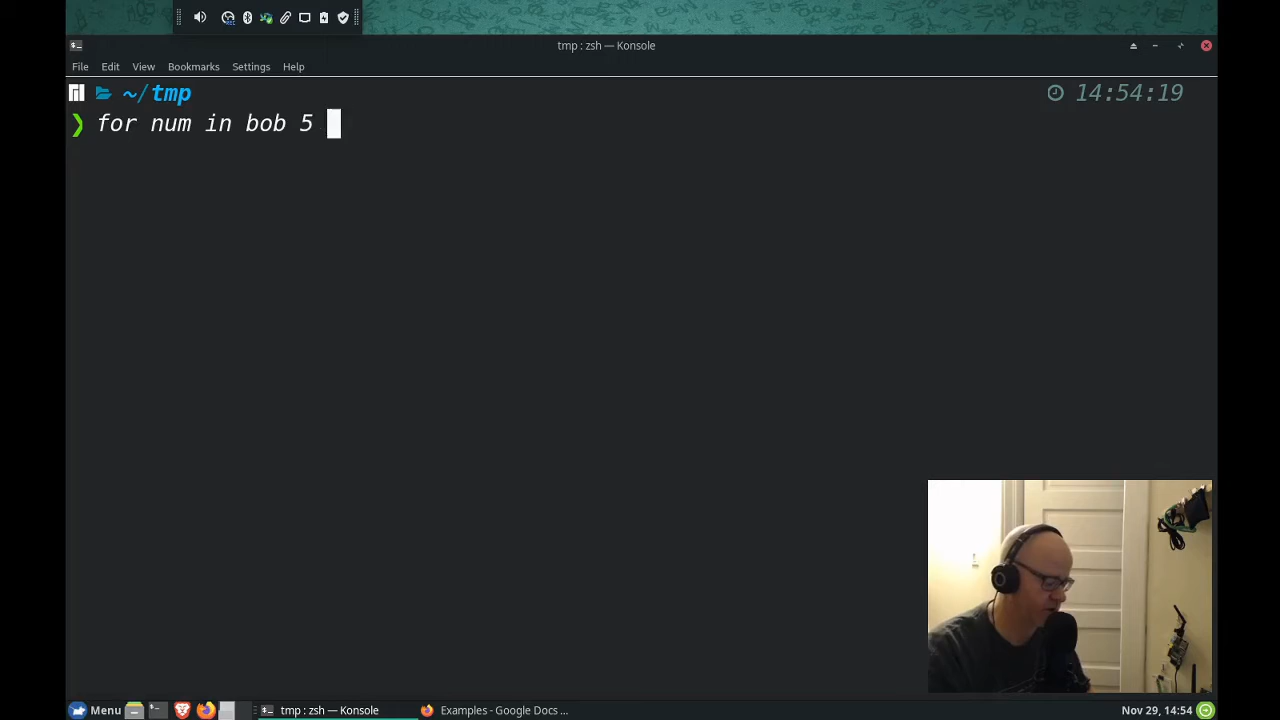 tmp : zsh — Konsole
File Edit View Bookmarks Settings Help
~/tmp 14:54:19
❯ for num in bob 5
Menu tmp : zsh — Konsole Examples - Google Docs ... Nov 29, 14:54